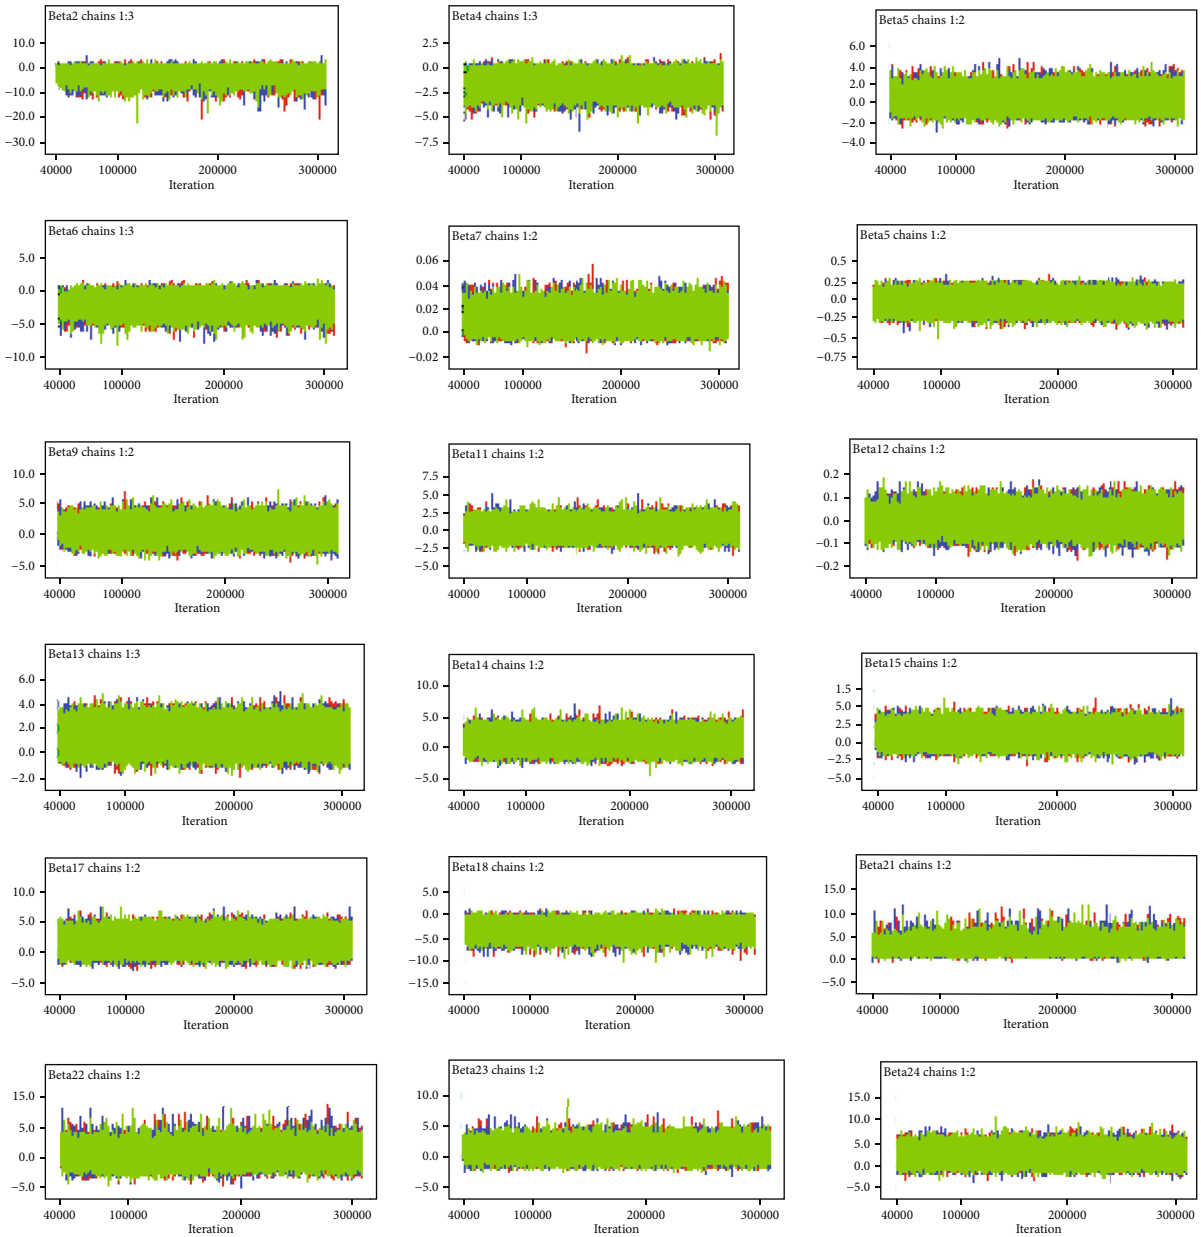 Beta2 chains 1:3
10.0
0.0
−10.0
−20.0
−30.0
40000 100000 200000 300000
Iteration
Beta4 chains 1:3
2.5
0.0
−2.5
−5.0
−7.5
40000 100000 200000 300000
Iteration
Beta5 chains 1:2
6.0
4.0
2.0
0.0
−2.0
−4.0
40000 100000 200000 300000
Iteration
Beta6 chains 1:3
5.0
0.0
−5.0
−10.0
40000 100000 200000 300000
Iteration
Beta7 chains 1:2
0.06
0.04
0.02
0.0
−0.02
40000 100000 200000 300000
Iteration
Beta5 chains 1:2
0.5
0.25
0.0
−0.25
−0.5
−0.75
40000 100000 200000 300000
Iteration
Beta9 chains 1:2
10.0
5.0
0.0
−5.0
40000 100000 200000 300000
Iteration
Beta11 chains 1:2
7.5
5.0
2.5
0.0
−2.5
−5.0
40000 100000 200000 300000
Iteration
Beta12 chains 1:2
0.2
0.1
0.0
−0.1
−0.2
40000 100000 200000 300000
Iteration
Beta13 chains 1:3
6.0
4.0
2.0
0.0
−2.0
40000 100000 200000 300000
Iteration
Beta14 chains 1:2
10.0
5.0
0.0
−5.0
40000 100000 200000 300000
Iteration
Beta15 chains 1:2
1.5
5.0
2.5
0.0
−2.5
−5.0
40000 100000 200000 300000
Iteration
Beta17 chains 1:2
10.0
5.0
0.0
−5.0
40000 100000 200000 300000
Iteration
Beta18 chains 1:2
5.0
0.0
−5.0
−10.0
−15.0
40000 100000 200000 300000
Iteration
Beta21 chains 1:2
15.0
10.0
5.0
0.0
−5.0
40000 100000 200000 300000
Iteration
Beta22 chains 1:2
15.0
5.0
0.0
−5.0
40000 100000 200000 300000
Iteration
Beta23 chains 1:2
10.0
5.0
0.0
−5.0
40000 100000 200000 300000
Iteration
Beta24 chains 1:2
15.0
10.0
5.0
0.0
−5.0
40000 100000 200000 300000
Iteration